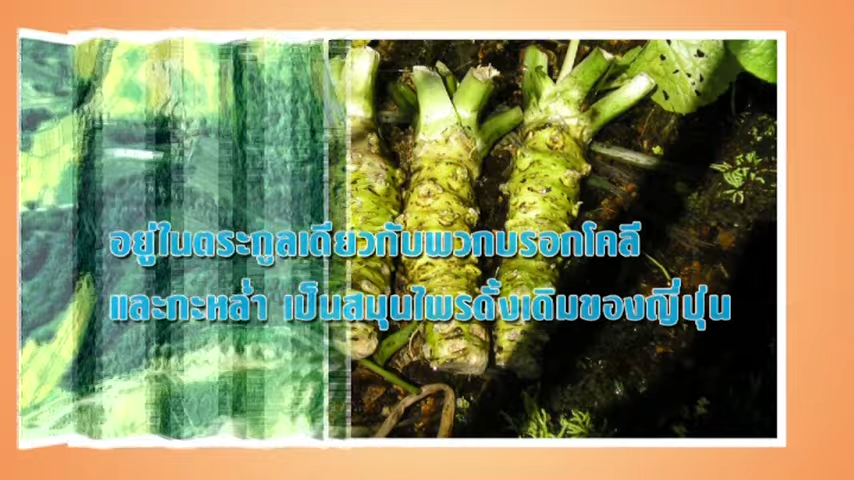 อยู่ในตระกูลเดียวกับพวกบรอกโคลี
และกะหล่ำ เป็นสมุนไพรดั้งเดิมของญี่ปุ่น